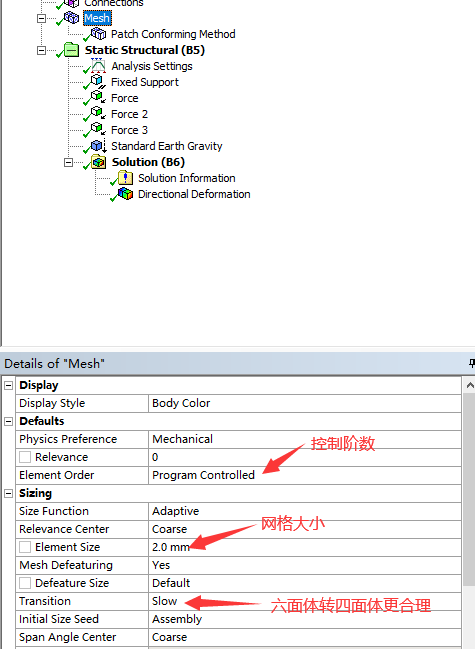 Connections
Mesh
Patch Conforming Method
Static Structural (B5)
Analysis Settings
Fixed Support
Force
Force 2
Force 3
Standard Earth Gravity
Solution (B6)
Solution Information
Directional Deformation
Details of "Mesh"
Display
Display Style Body Color
Defaults
Physics Preference Mechanical
控制阶数
Relevance 0
Element Order Program Controlled
Sizing
Size Function Adaptive
Relevance Center Coarse
网格大小
Element Size 2.0 mm
Mesh Defeaturing Yes
Defeature Size Default
Transition Slow
六面体转四面体更合理
Initial Size Seed Assembly
Span Angle Center Coarse